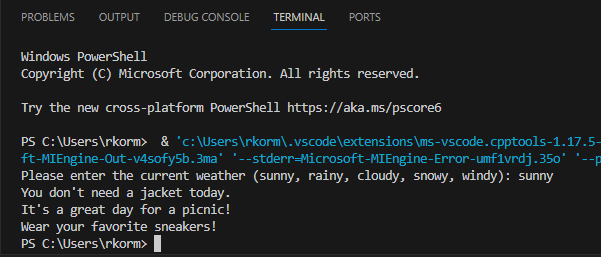 PROBLEMS OUTPUT DEBUG CONSOLE TERMINAL PORTS
Windows PowerShell
Copyright (C) Microsoft Corporation. All rights reserved.
Try the new cross-platform PowerShell https://aka.ms/pscore6
PS C:\Users\rkorm>  & 'c:\Users\rkorm\.vscode\extensions\ms-vscode.cpptools-1.17.5-
ft-MIEngine-Out-v4sofy5b.3ma' '--stderr=Microsoft-MIEngine-Error-umf1vrdj.35o' '--p
Please enter the current weather (sunny, rainy, cloudy, snowy, windy): sunny
You don't need a jacket today.
It's a great day for a picnic!
Wear your favorite sneakers!
PS C:\Users\rkorm>